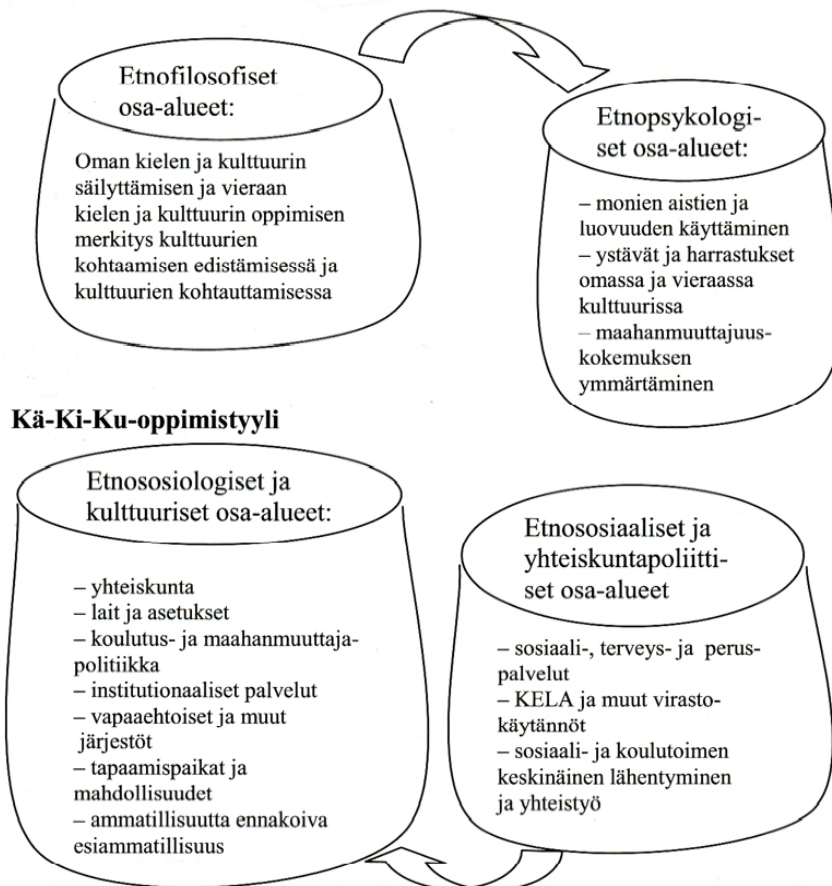 Etnofilosofiset
osa-alueet:
Oman kielen ja kulttuurin
säilyttämisen ja vieraan
kielen ja kulttuurin oppimisen
merkitys kulttuurien
kohtaamisen edistämisessä ja
kulttuurien kohtauttamisessa
Etnopsykologi-
set osa-alueet:
– monien aistien ja
luovuuden käyttäminen
– ystävät ja harrastukset
omassa ja vieraassa
kulttuurissa
– maahanmuuttajuus-
kokemuksen
ymmärtäminen
Kä-Ki-Ku-oppimistyyli
Etnososiologiset ja
kulttuuriset osa-alueet:
– yhteiskunta
– lait ja asetukset
– koulutus- ja maahanmuuttaja-
politiikka
– institutionaaliset palvelut
– vapaaehtoiset ja muut
järjestöt
– tapaamispaikat ja
mahdollisuudet
– ammatillisuutta ennakoiva
esiammatillisuus
Etnososiaaliset ja
yhteiskuntapoliitti-
set osa-alueet
– sosiaali-, terveys- ja perus-
palvelut
– KELA ja muut virasto-
käytännöt
– sosiaali- ja koulutoimen
keskinäinen lähentyminen
ja yhteistyö